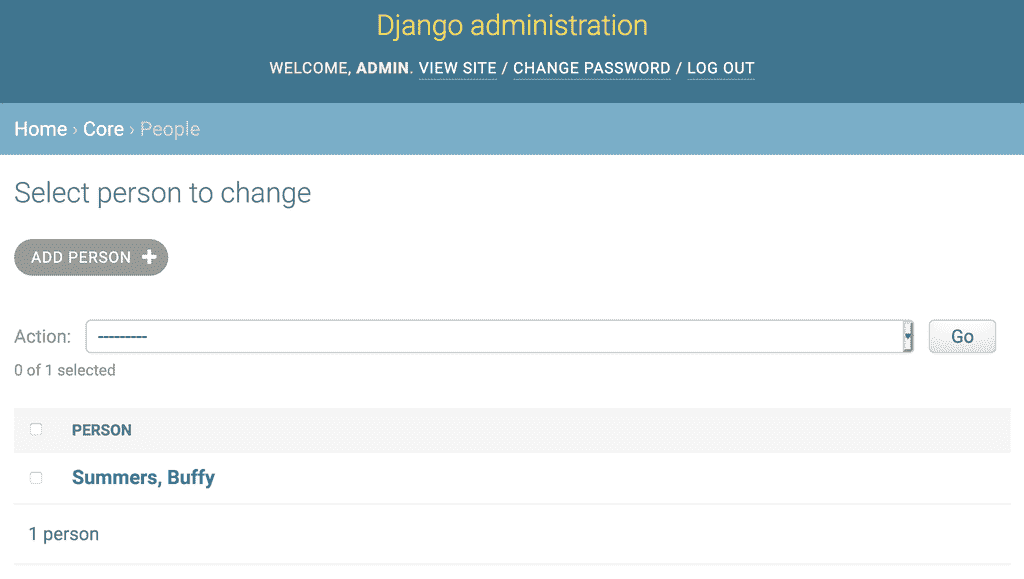 Django administration
WELCOME, ADMIN. VIEW SITE / CHANGE PASSWORD / LOG OUT
Home › Core › People
Select person to change
ADD PERSON +
Action: --------- Go
0 of 1 selected
PERSON
Summers, Buffy
1 person